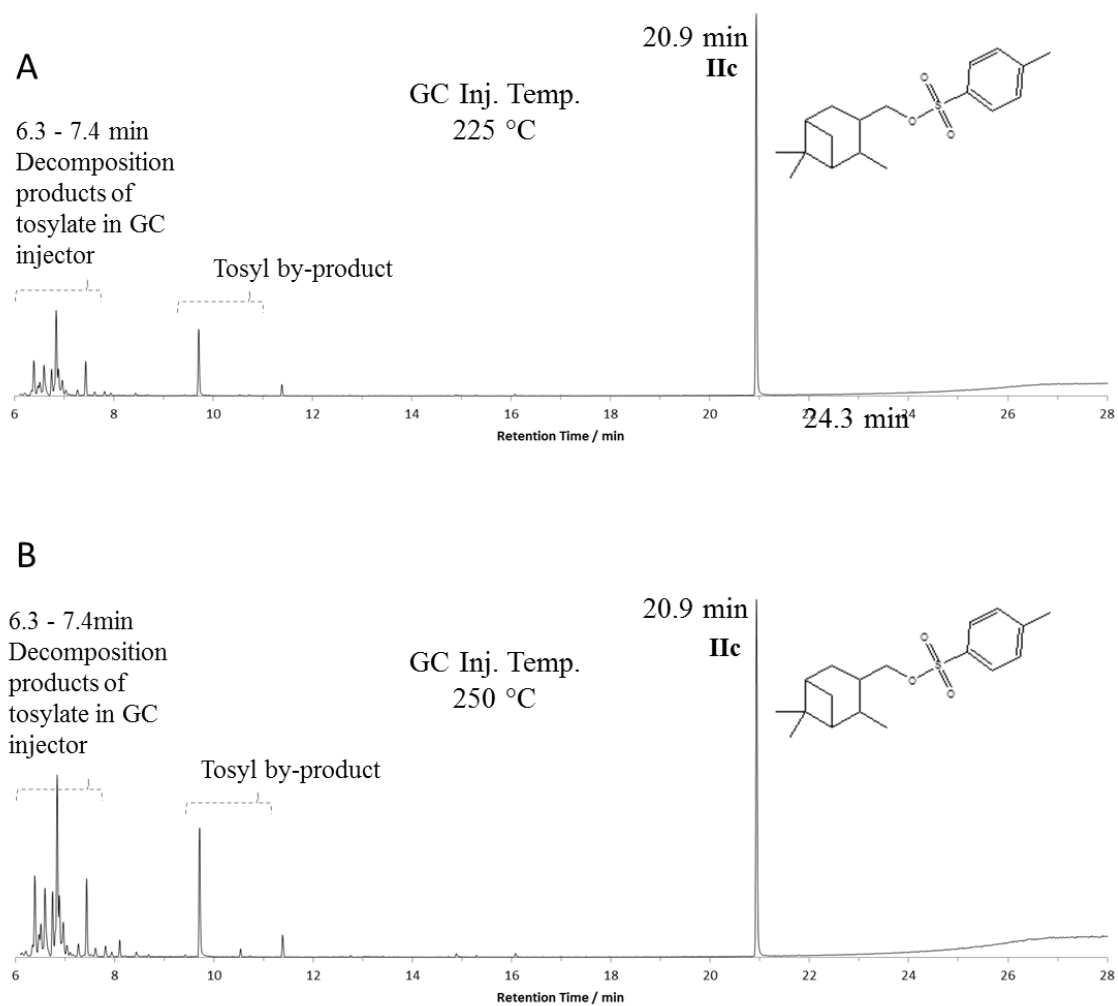 A
20.9 min
IIc
GC Inj. Temp.
225 °C
6.3 - 7.4 min
Decomposition
products of
tosylate in GC
injector
Tosyl by-product
O
S
O
O
6 8 10 12 14 16 18 20 22 24 26 28
24.3 min
Retention Time / min
B
20.9 min
IIc
GC Inj. Temp.
250 °C
6.3 - 7.4min
Decomposition
products of
tosylate in GC
injector
Tosyl by-product
O
S
O
O
6 8 10 12 14 16 18 20 22 24 26 28
Retention Time / min